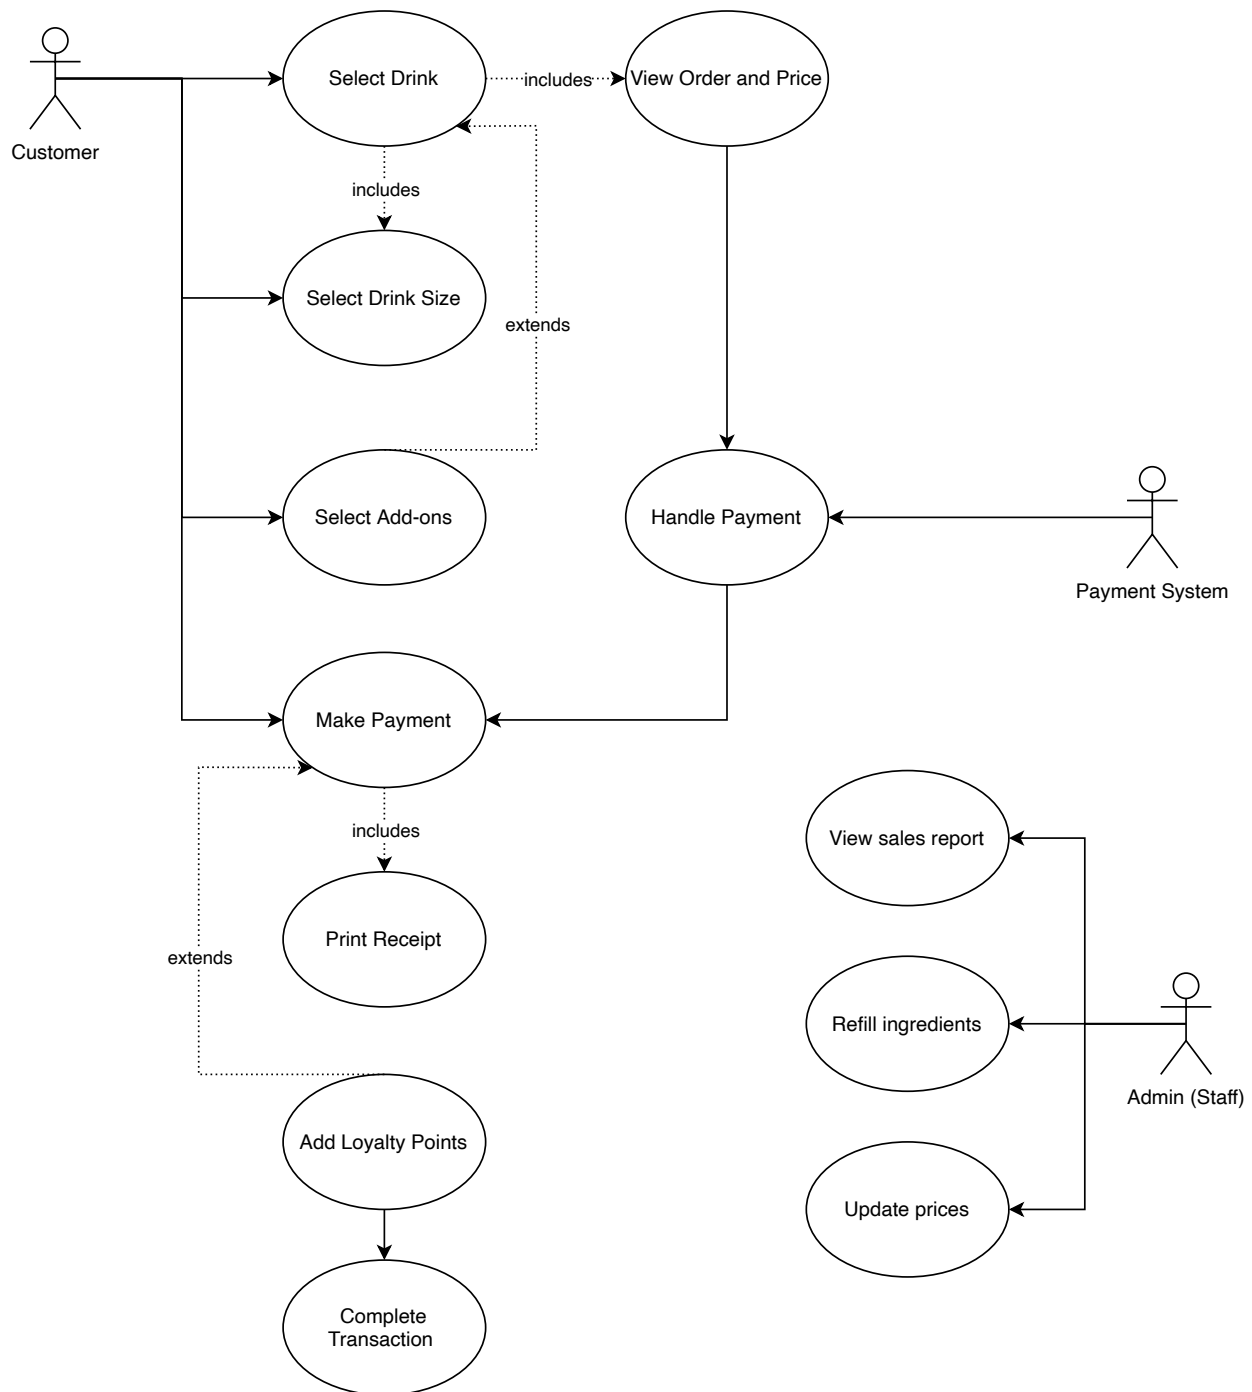 Select Drink
includes
View Order and Price
Customer
includes
Select Drink Size
extends
Select Add-ons
Handle Payment
Payment System
Make Payment
includes
View sales report
Print Receipt
extends
Refill ingredients
Admin (Staff)
Add Loyalty Points
Update prices
Complete
Transaction